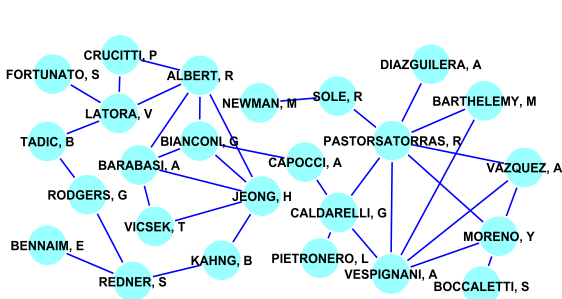 CRUCITTI, P
DIAZGUILERA, A
FORTUNATO, S
ALBERT, R
NEWMAN, M
SOLE, R
BARTHELEMY, M
LATORA, V
TADIC, B
BIANCONI, G
PASTORSATORRAS, R
BARABASI, A
CAPOCCI, A
VAZQUEZ, A
RODGERS, G
JEONG, H
CALDARELLI, G
VICSEK, T
MORENO, Y
BENNAIM, E
KAHNG, B
PIETRONERO, L
VESPIGNANI, A
REDNER, S
BOCCALETTI, S